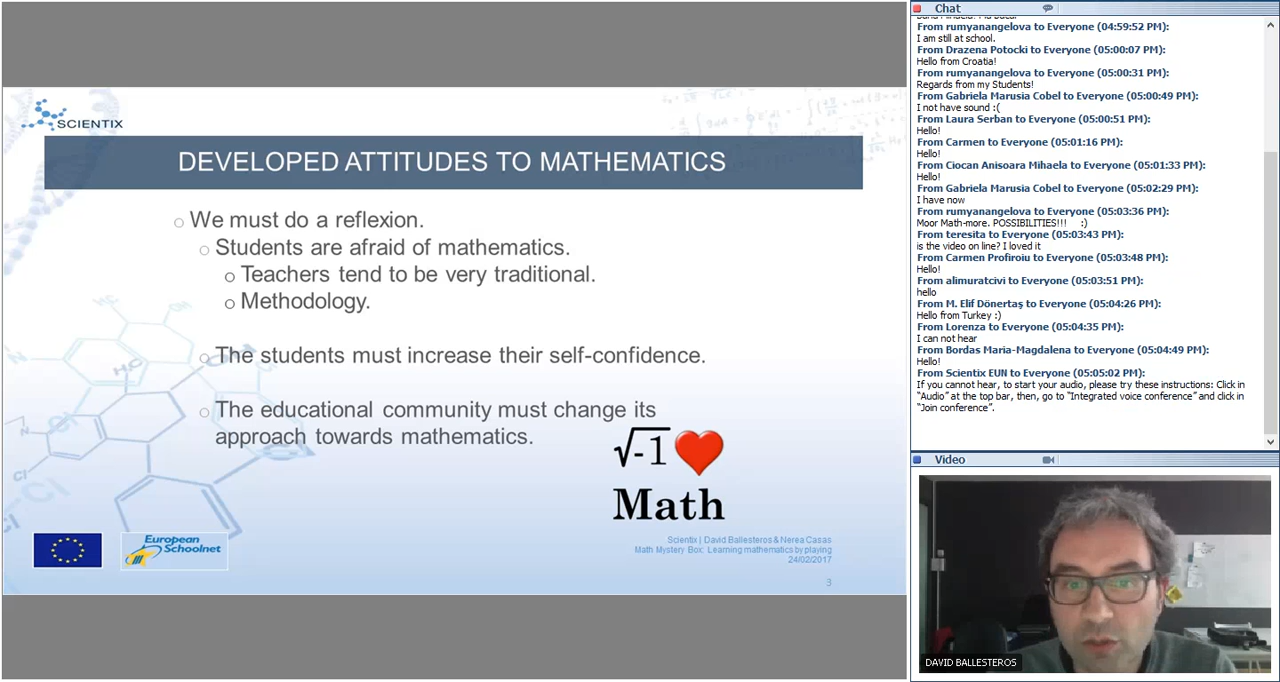 SCIENTIX
DEVELOPED ATTITUDES TO MATHEMATICS
We must do a reflexion.
Students are afraid of mathematics.
Teachers tend to be very traditional.
Methodology.
The students must increase their self-confidence.
The educational community must change its
approach towards mathematics.
√-1 ❤
Math
European
Schoolnet
Scientix | David Ballesteros & Nerea Casas
Math Mystery Box: Learning mathematics by playing
24/02/2017
3
Chat
From rumyanangelova to Everyone (04:59:52 PM):
I am still at school.
From Drazena Potocki to Everyone (05:00:07 PM):
Hello from Croatia!
From rumyanangelova to Everyone (05:00:31 PM):
Regards from my Students!
From Gabriela Marusia Cobel to Everyone (05:00:49 PM):
I not have sound :(
From Laura Serban to Everyone (05:00:51 PM):
Hello!
From Carmen to Everyone (05:01:16 PM):
Hello!
From Ciocan Anisoara Mihaela to Everyone (05:01:33 PM):
Hello!
From Gabriela Marusia Cobel to Everyone (05:02:29 PM):
I have now
From rumyanangelova to Everyone (05:03:36 PM):
Moor Math-more. POSSIBILITIES!!! :)
From teresita to Everyone (05:03:43 PM):
is the video on line? I loved it
From Carmen Profiroiu to Everyone (05:03:48 PM):
Hello!
From alimuratcivi to Everyone (05:03:51 PM):
hello
From M. Elif Dönertaş to Everyone (05:04:26 PM):
Hello from Turkey :)
From Lorenza to Everyone (05:04:35 PM):
I can not hear
From Bordas Maria-Magdalena to Everyone (05:04:49 PM):
Hello!
From Scientix EUN to Everyone (05:05:02 PM):
If you cannot hear, to start your audio, please try these instructions: Click in
"Audio" at the top bar, then, go to "Integrated voice conference" and click in
"Join conference".
Video
DAVID BALLESTEROS